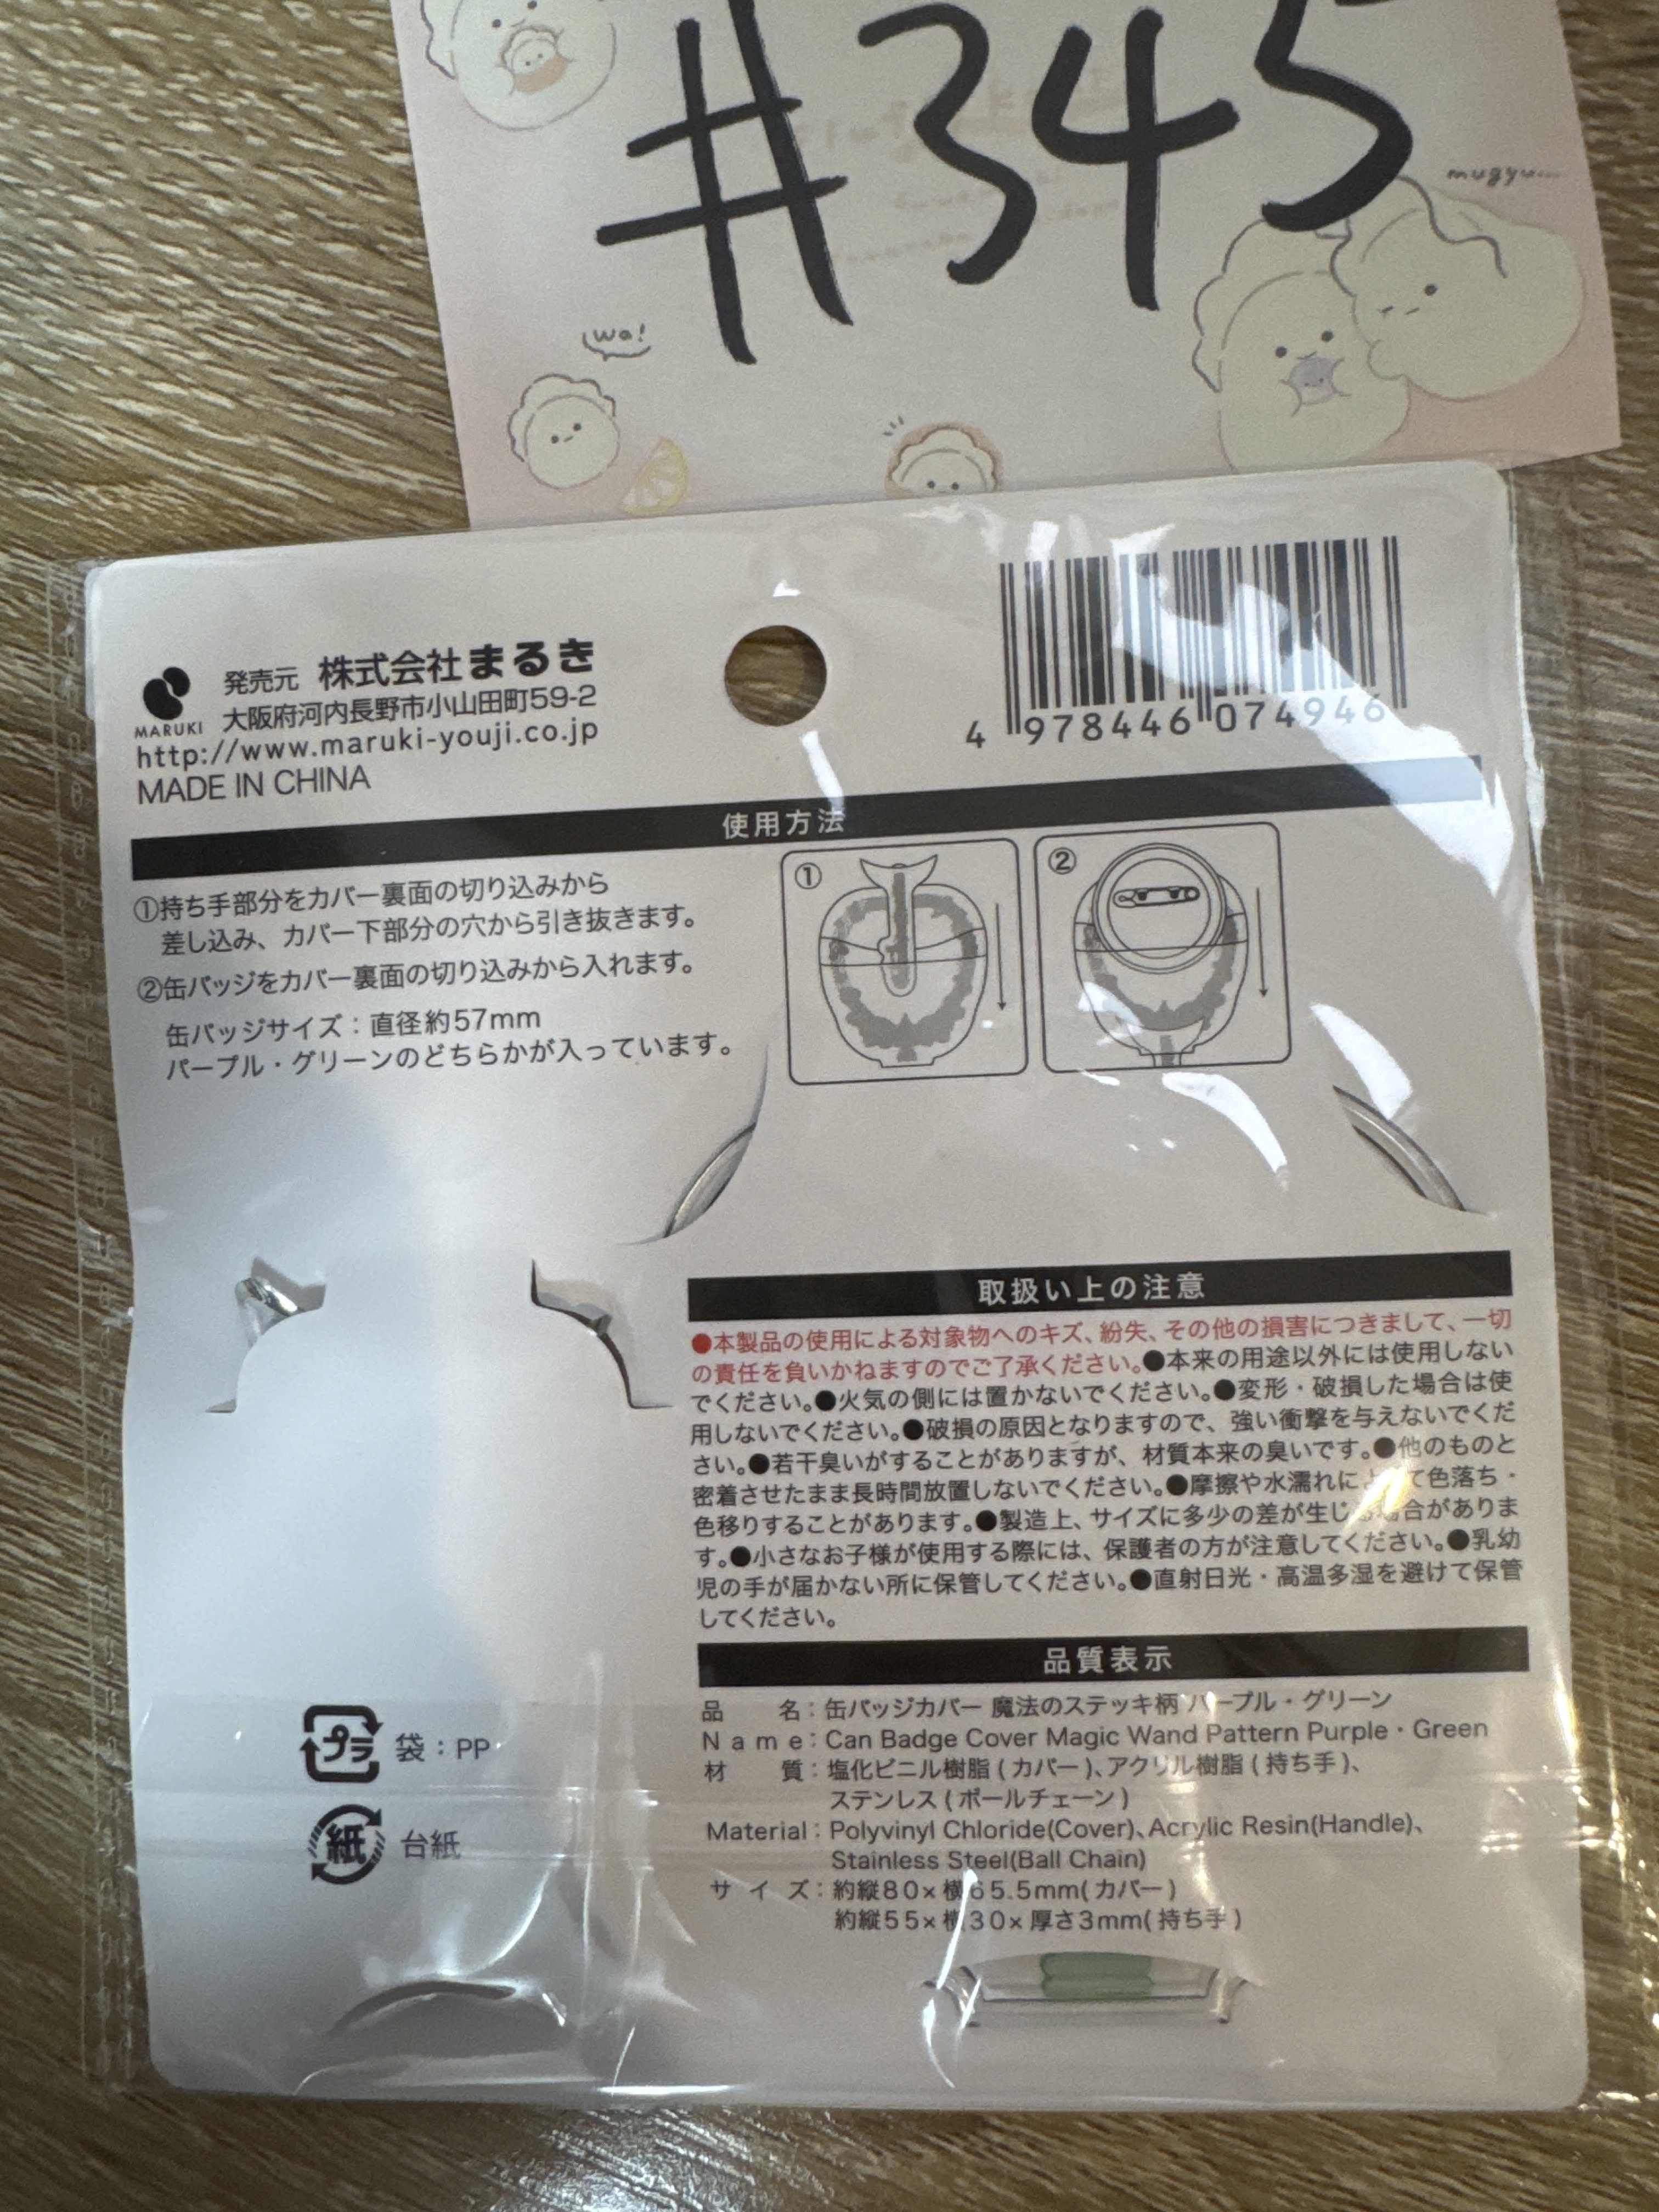 #345
mugyu
wa!
MARUKI
発売元 株式会社まるき
大阪府河内長野市小山田町59-2
http://www.maruki-youji.co.jp
MADE IN CHINA
4 978446 074946
使用方法
①持ち手部分をカバー裏面の切り込みから
差し込み、カバー下部分の穴から引き抜きます。
②缶バッジをカバー裏面の切り込みから入れます。
缶バッジサイズ：直径約57mm
パープル・グリーンのどちらかが入っています。
①
②
取扱い上の注意
●本製品の使用による対象物へのキズ、紛失、その他の損害につきまして、一切
の責任を負いかねますのでご了承ください。●本来の用途以外には使用しない
でください。●火気の側には置かないでください。●変形・破損した場合は使
用しないでください。●破損の原因となりますので、強い衝撃を与えないでくだ
さい。●若干臭いがすることがありますが、材質本来の臭いです。●他のものと
密着させたまま長時間放置しないでください。●摩擦や水濡れによって色落ち・
色移りすることがあります。●製造上、サイズに多少の差が生じる場合がありま
す。●小さなお子様が使用する際には、保護者の方が注意してください。●乳幼
児の手が届かない所に保管してください。●直射日光・高温多湿を避けて保管
してください。
品質表示
品名：缶バッジカバー 魔法のステッキ柄 パープル・グリーン
Name：Can Badge Cover Magic Wand Pattern Purple・Green
材質：塩化ビニル樹脂(カバー)、アクリル樹脂(持ち手)、
ステンレス(ボールチェーン)
Material：Polyvinyl Chloride(Cover)、Acrylic Resin(Handle)、
Stainless Steel(Ball Chain)
サイズ：約縦80×横65.5mm(カバー)
約縦55×横30×厚さ3mm(持ち手)
プラ 袋：PP
紙 台紙